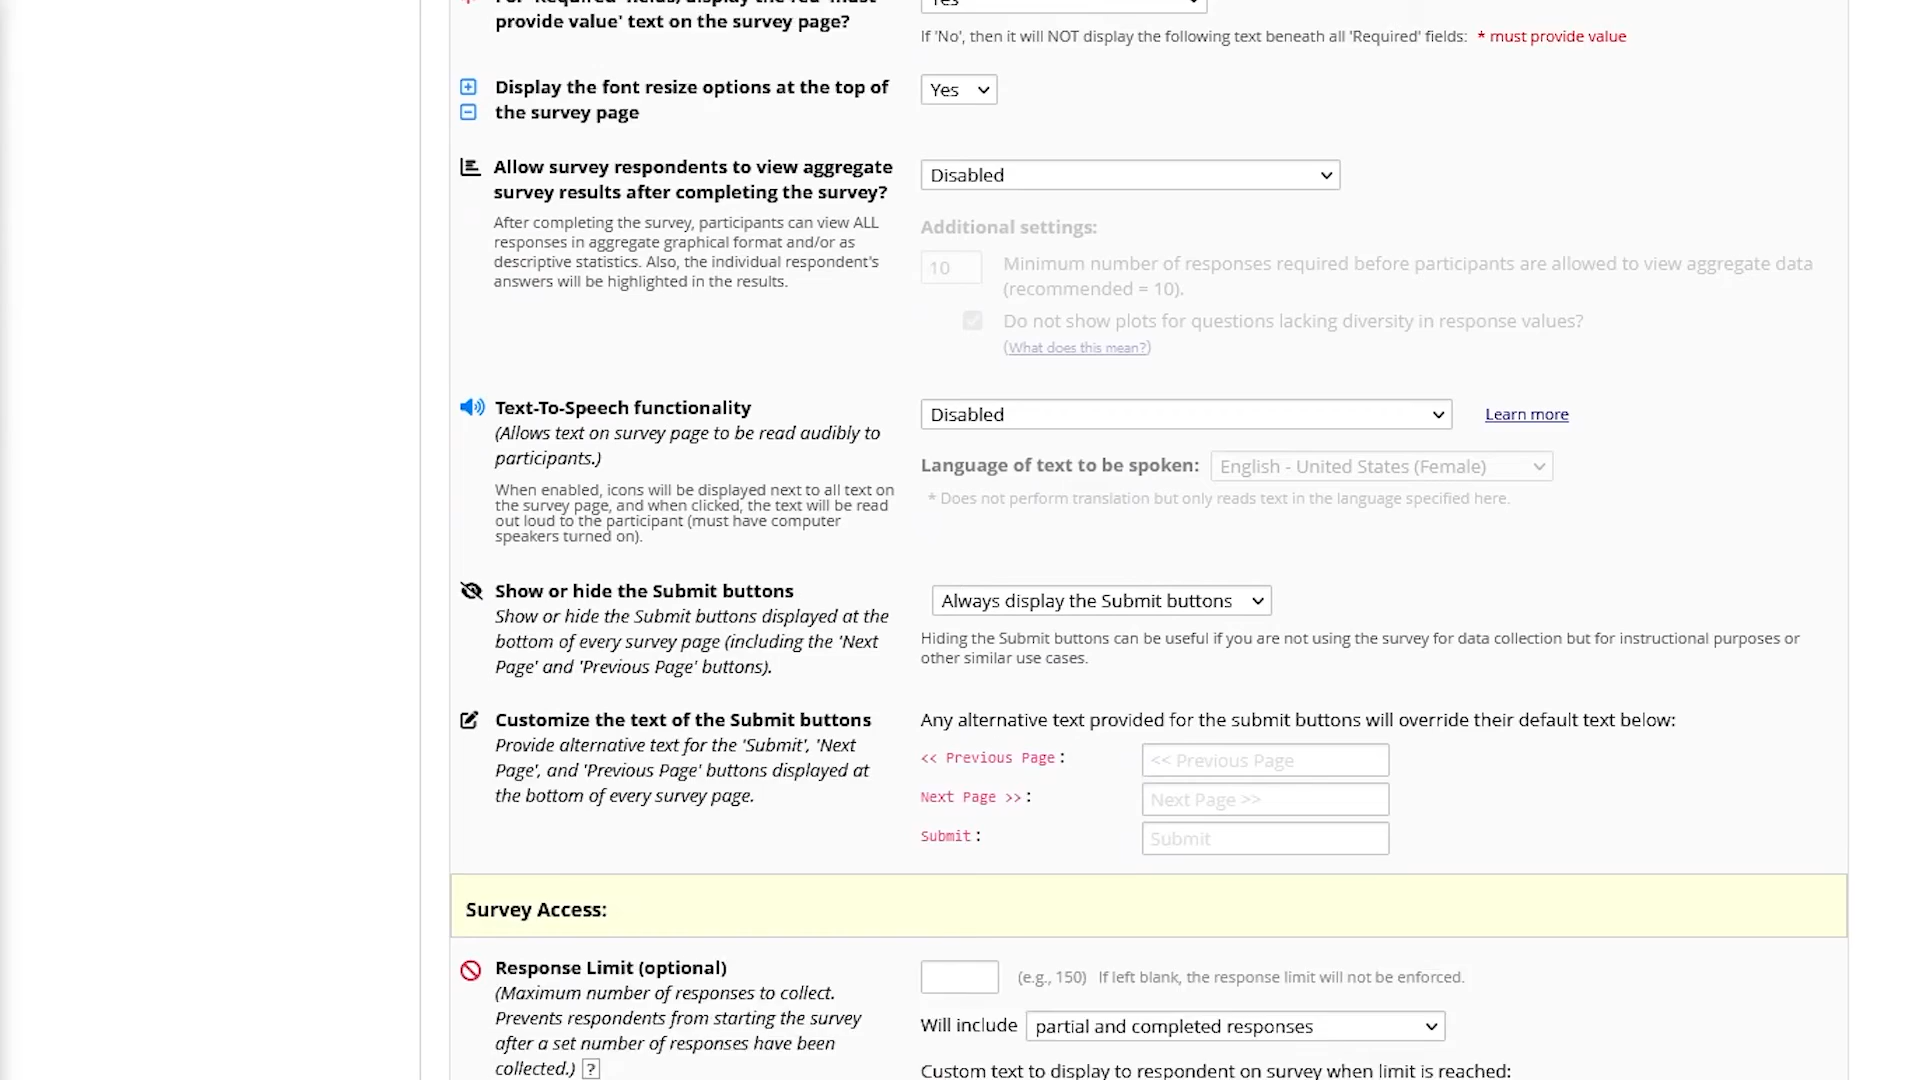 provide value' text on the survey page?
Yes
If 'No', then it will NOT display the following text beneath all 'Required' fields: * must provide value
Display the font resize options at the top of
the survey page
Yes
Allow survey respondents to view aggregate
survey results after completing the survey?
After completing the survey, participants can view ALL
responses in aggregate graphical format and/or as
descriptive statistics. Also, the individual respondent's
answers will be highlighted in the results.
Disabled
Additional settings:
10
Minimum number of responses required before participants are allowed to view aggregate data
(recommended = 10).
Do not show plots for questions lacking diversity in response values?
(What does this mean?)
Text-To-Speech functionality
(Allows text on survey page to be read audibly to
participants.)
When enabled, icons will be displayed next to all text on
the survey page, and when clicked, the text will be read
out loud to the participant (must have computer
speakers turned on).
Disabled
Learn more
Language of text to be spoken: English - United States (Female)
* Does not perform translation but only reads text in the language specified here.
Show or hide the Submit buttons
Show or hide the Submit buttons displayed at the
bottom of every survey page (including the 'Next
Page' and 'Previous Page' buttons).
Always display the Submit buttons
Hiding the Submit buttons can be useful if you are not using the survey for data collection but for instructional purposes or
other similar use cases.
Customize the text of the Submit buttons
Provide alternative text for the 'Submit', 'Next
Page', and 'Previous Page' buttons displayed at
the bottom of every survey page.
Any alternative text provided for the submit buttons will override their default text below:
<< Previous Page: << Previous Page
Next Page >>: Next Page >>
Submit: Submit
Survey Access:
Response Limit (optional)
(Maximum number of responses to collect.
Prevents respondents from starting the survey
after a set number of responses have been
collected.) ?
(e.g., 150) If left blank, the response limit will not be enforced.
Will include partial and completed responses
Custom text to display to respondent on survey when limit is reached: